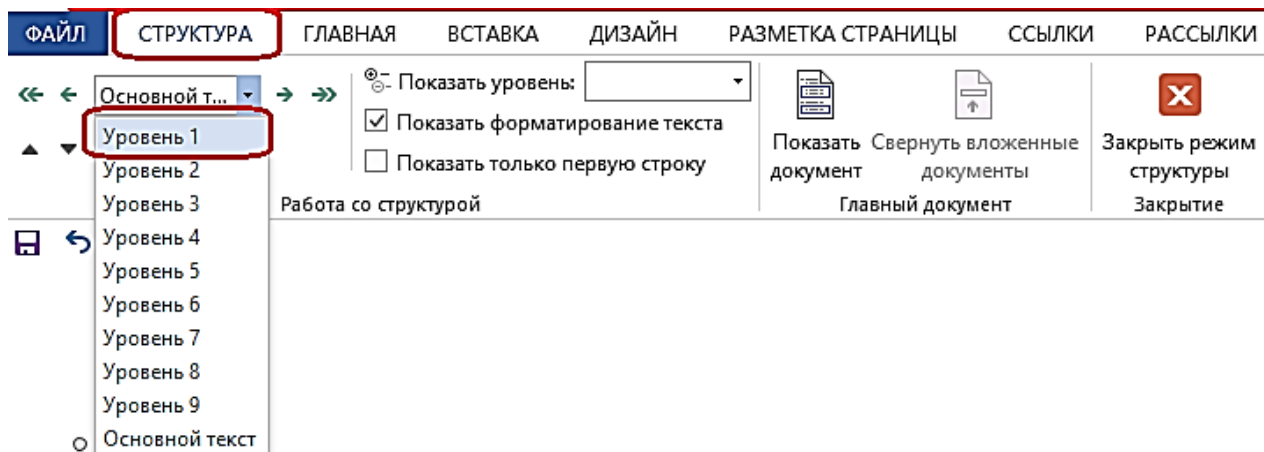 ФАЙЛ СТРУКТУРА ГЛАВНАЯ ВСТАВКА ДИЗАЙН РАЗМЕТКА СТРАНИЦЫ ССЫЛКИ РАССЫЛКИ
Основной т...
Показать уровень:
Показать форматирование текста
Показать только первую строку
Работа со структурой
Показать документ
Свернуть вложенные документы
Главный документ
Закрыть режим структуры
Закрытие
Уровень 1
Уровень 2
Уровень 3
Уровень 4
Уровень 5
Уровень 6
Уровень 7
Уровень 8
Уровень 9
Основной текст